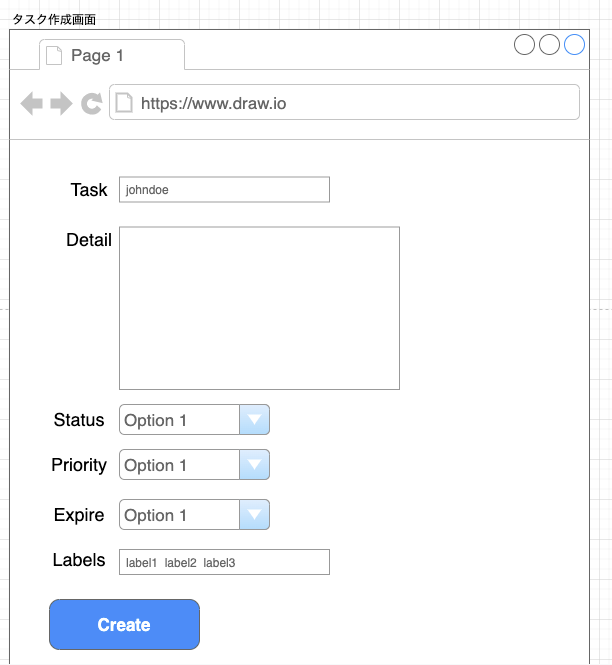 タスク作成画面
Page 1
https://www.draw.io
Task johndoe
Detail
Status Option 1
Priority Option 1
Expire Option 1
Labels label1 label2 label3
Create